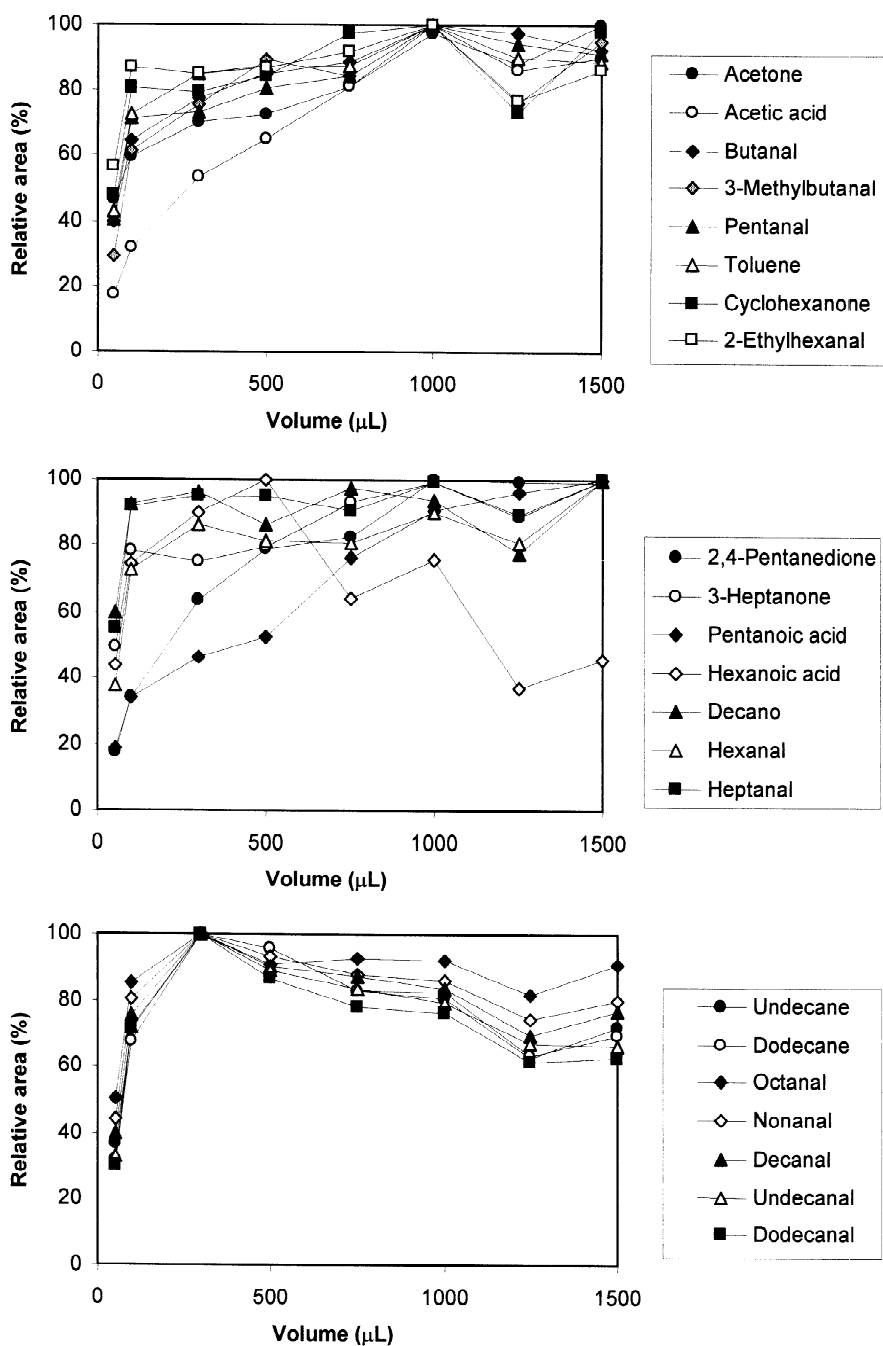 100
80
60
40
20
0
Relative area (%)
0 500 1000 1500
Volume (μL)
Acetone
Acetic acid
Butanal
3-Methylbutanal
Pentanal
Toluene
Cyclohexanone
2-Ethylhexanal
100
80
60
40
20
0
Relative area (%)
0 500 1000 1500
Volume (μL)
2,4-Pentanedione
3-Heptanone
Pentanoic acid
Hexanoic acid
Decano
Hexanal
Heptanal
100
80
60
40
20
0
Relative area (%)
0 500 1000 1500
Volume (μL)
Undecane
Dodecane
Octanal
Nonanal
Decanal
Undecanal
Dodecanal